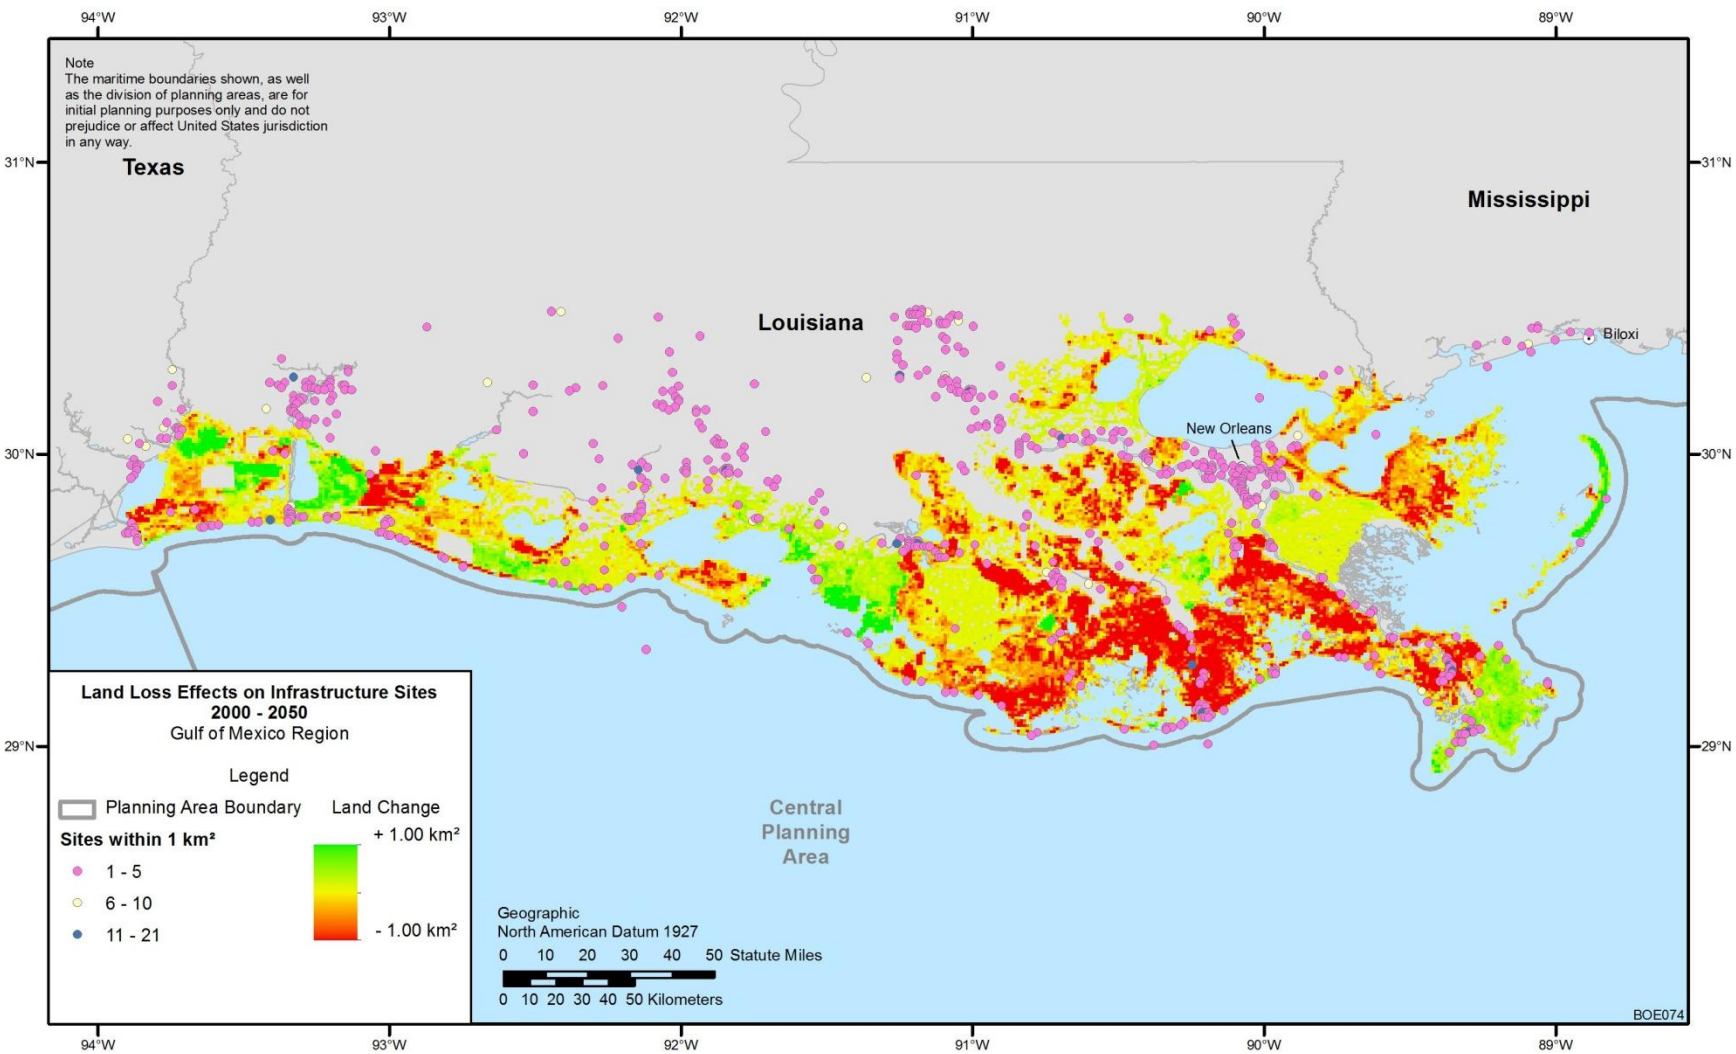 94°W 93°W 92°W 91°W 90°W 89°W
Note
The maritime boundaries shown, as well
as the division of planning areas, are for
initial planning purposes only and do not
prejudice or affect United States jurisdiction
in any way.
31°N 31°N
Texas
Mississippi
Louisiana
Biloxi
New Orleans
30°N 30°N
Land Loss Effects on Infrastructure Sites
2000 - 2050
Gulf of Mexico Region
Legend
Planning Area Boundary Land Change
Sites within 1 km² + 1.00 km²
1 - 5
6 - 10
11 - 21 - 1.00 km²
29°N 29°N
Central
Planning
Area
Geographic
North American Datum 1927
0 10 20 30 40 50 Statute Miles
0 10 20 30 40 50 Kilometers
BOE074
94°W 93°W 92°W 91°W 90°W 89°W